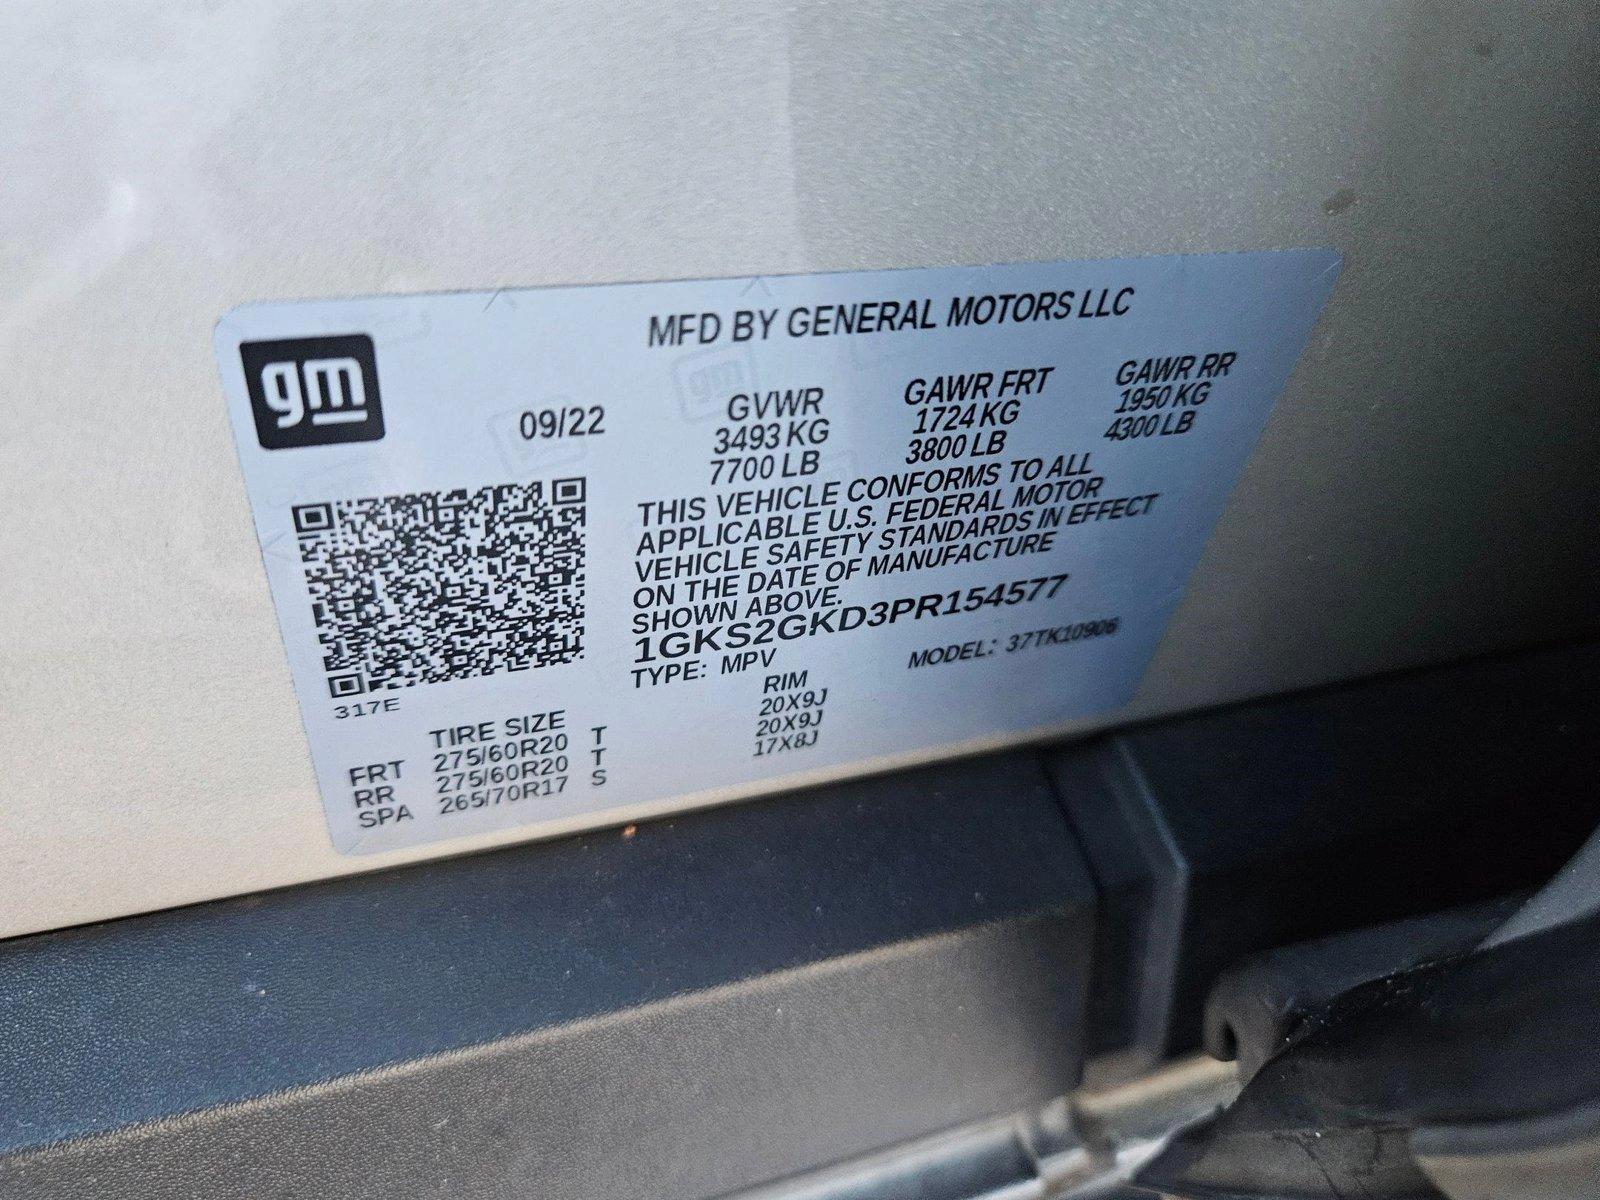 gm
MFD BY GENERAL MOTORS LLC
09/22
GVWR GAWR FRT GAWR RR
3493 KG 1724 KG 1950 KG
7700 LB 3800 LB 4300 LB
THIS VEHICLE CONFORMS TO ALL
APPLICABLE U.S. FEDERAL MOTOR
VEHICLE SAFETY STANDARDS IN EFFECT
ON THE DATE OF MANUFACTURE
SHOWN ABOVE.
1GKS2GKD3PR154577
TYPE: MPV MODEL: 37TK10906
317E
TIRE SIZE RIM
FRT 275/60R20 T 20X9J
RR 275/60R20 T 20X9J
SPA 265/70R17 S 17X8J